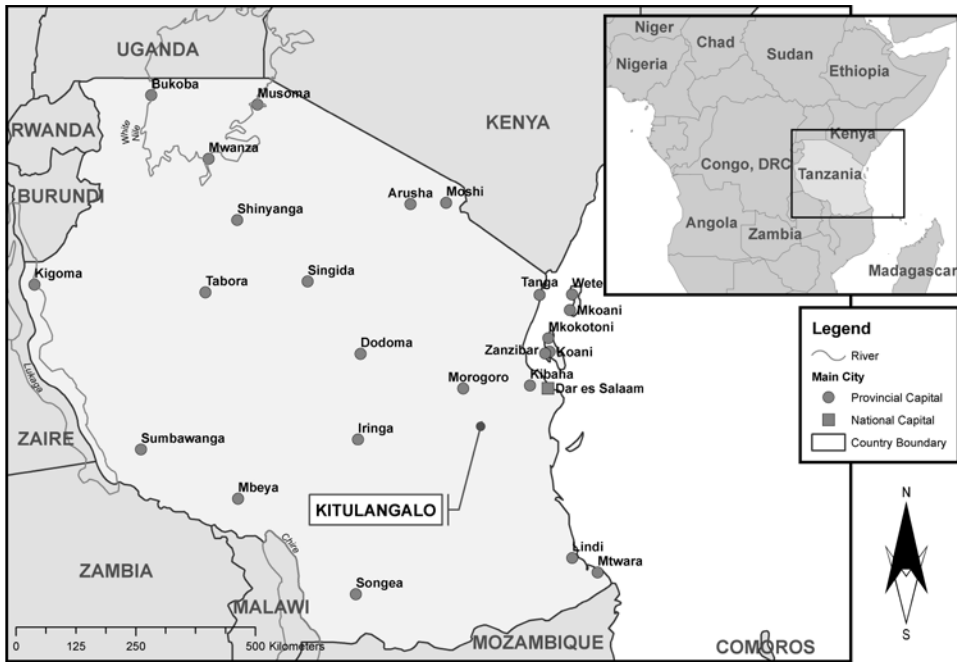 UGANDA
Bukoba
Musoma
RWANDA
White
Nile
Mwanza
KENYA
BURUNDI
Arusha
Moshi
Shinyanga
Kigoma
Tabora
Singida
Tanga
Wete
Mkoani
Mkokotoni
Dodoma
Zanzibar
Koani
Morogoro
Kibaha
Dar es Salaam
Lukaga
ZAIRE
Sumbawanga
Iringa
Mbeya
KITULANGALO
Chire
Lindi
Mtwara
ZAMBIA
Songea
MALAWI
MOZAMBIQUE
COMOROS
0 125 250 500 Kilometers
Niger
Chad
Sudan
Nigeria
Ethiopia
Kenya
Congo, DRC
Tanzania
Angola
Zambia
Madagascar
Legend
River
Main City
Provincial Capital
National Capital
Country Boundary
N
S